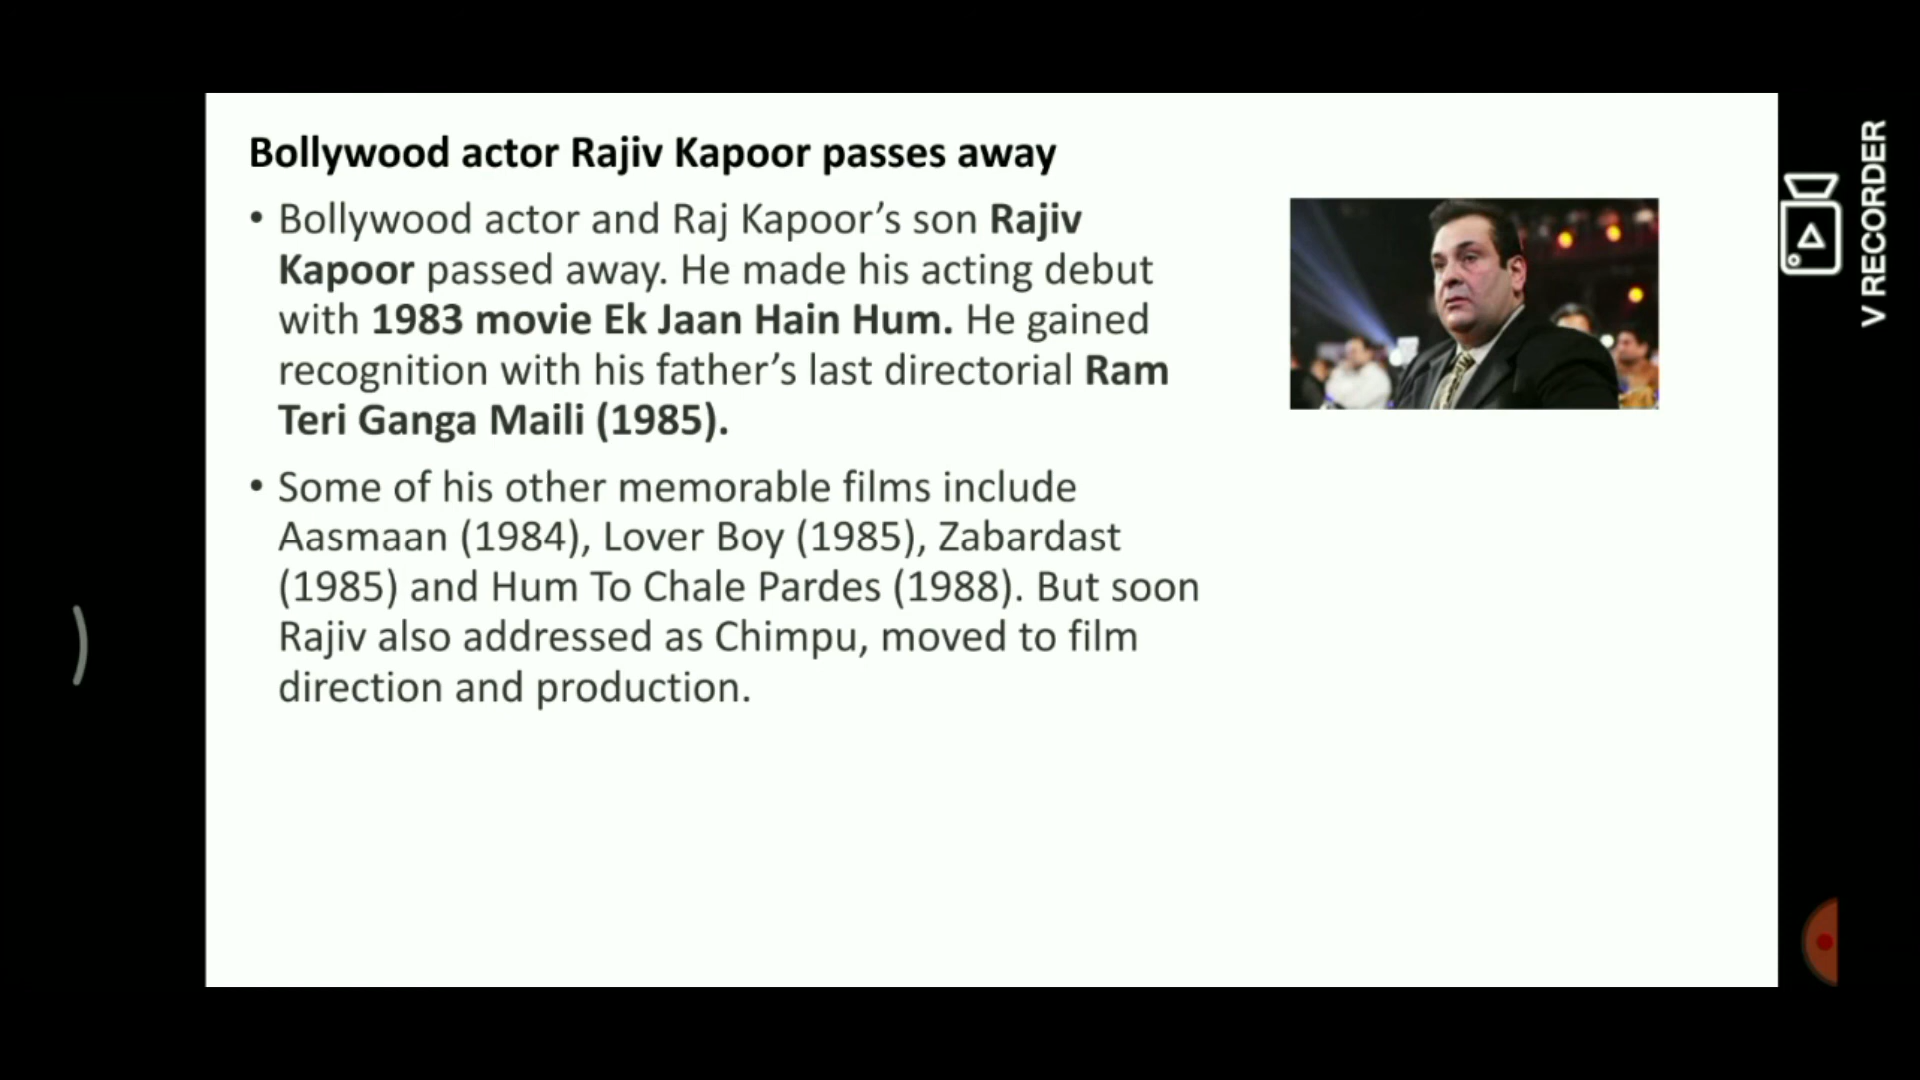 Bollywood actor Rajiv Kapoor passes away
• Bollywood actor and Raj Kapoor’s son Rajiv
Kapoor passed away. He made his acting debut
with 1983 movie Ek Jaan Hain Hum. He gained
recognition with his father’s last directorial Ram
Teri Ganga Maili (1985).
• Some of his other memorable films include
Aasmaan (1984), Lover Boy (1985), Zabardast
(1985) and Hum To Chale Pardes (1988). But soon
Rajiv also addressed as Chimpu, moved to film
direction and production.
V RECORDER